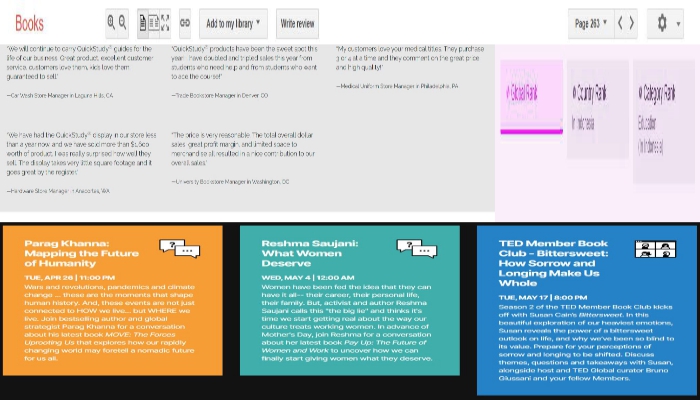 Books
Add to my library
Write review
Page 263
"We will continue to carry QuickStudy® guides for the
life of our business. Great product, excellent customer
service, customers love them, kids love them
guaranteed to sell!"
—Car Wash Store Manager in Laguna Hills, CA
"QuickStudy® products have been the sweet spot this
year. I have doubled and tripled sales this year from
students who need help and from students who want
to ace the course!"
—Trade Bookstore Manager in Denver, CO
"My customers love your medical titles. They purchase
3 or 4 at a time and they comment on the great price
and high quality!"
—Medical Uniform Store Manager in Philadelphia, PA
"We have had the QuickStudy® display in our store less
than a year now, and we have sold more than $1,600
worth of product. I was really surprised how well they
sell. The display takes very little square footage and it
goes great by the register."
—Hardware Store Manager in Anacortes, WA
"The price is very reasonable. The total overall dollar
sales, great profit margin, and limited space to
merchandise all resulted in a nice contribution to our
overall sales."
—University Bookstore Manager in Washington, DC
Global Rank
Country Rank
In Indonesia
Category Rank
Education
(In Indonesia)
Parag Khanna:
Mapping the Future
of Humanity
TUE, APR 26 | 11:00 PM
Wars and revolutions, pandemics and climate
change ... these are the moments that shape
human history. And, these events are not just
connected to HOW we live... but WHERE we
live. Join bestselling author and global
strategist Parag Khanna for a conversation
about his latest book MOVE: The Forces
Uprooting Us that explores how our rapidly
changing world may foretell a nomadic future
for us all.
Reshma Saujani:
What Women
Deserve
WED, MAY 4 | 12:00 AM
Women have been fed the idea that they can
have it all-- their career, their personal life,
their family. But, activist and author Reshma
Saujani calls this "the big lie" and thinks it's
time we started getting real about the way our
culture treats working women. In advance of
Mother's Day, join Reshma for a conversation
about her latest book Pay Up: The Future of
Women and Work to uncover how we can
finally start giving women what they deserve.
TED Member Book
Club - Bittersweet:
How Sorrow and
Longing Make Us
Whole
TUE, MAY 17 | 8:00 PM
Season 2 of the TED Member Book Club kicks
off with Susan Cain's Bittersweet. In this
beautiful exploration of our heaviest emotions,
Susan reveals the power of a bittersweet
outlook on life, and why we've been so blind to
its value. Prepare for your perceptions of
sorrow and longing to be shifted. Discuss
themes, questions and takeaways with Susan,
alongside host and TED Global curator Bruno
Giussani and your fellow Members.